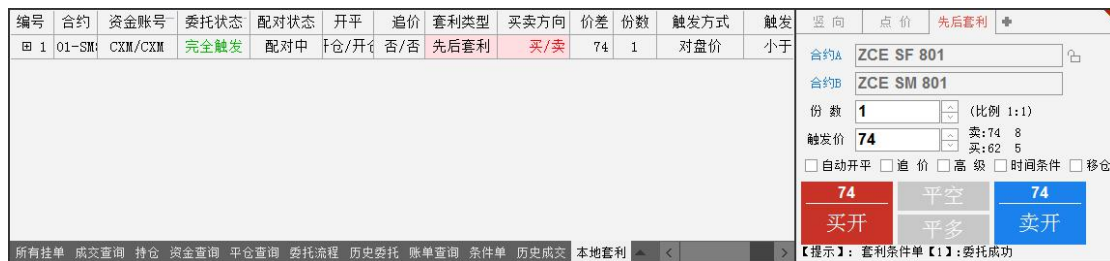 编号 合约 资金账号 委托状态 配对状态 开平 追价 套利类型 买卖方向 价差 份数 触发方式 触发
1 01-SM CXM/CXM 完全触发 配对中 仓/开 否/否 先后套利 买/卖 74 1 对盘价 小于
所有挂单 成交查询 持仓 资金查询 平仓查询 委托流程 历史委托 账单查询 条件单 历史成交 本地套利
竖向 点价 先后套利
合约A ZCE SF 801
合约B ZCE SM 801
份数 1 (比例 1:1)
触发价 74 卖:74 8
买:62 5
自动开平 追价 高级 时间条件 移仓
74 平空 74
买开 平多 卖开
【提示】: 套利条件单【1】:委托成功